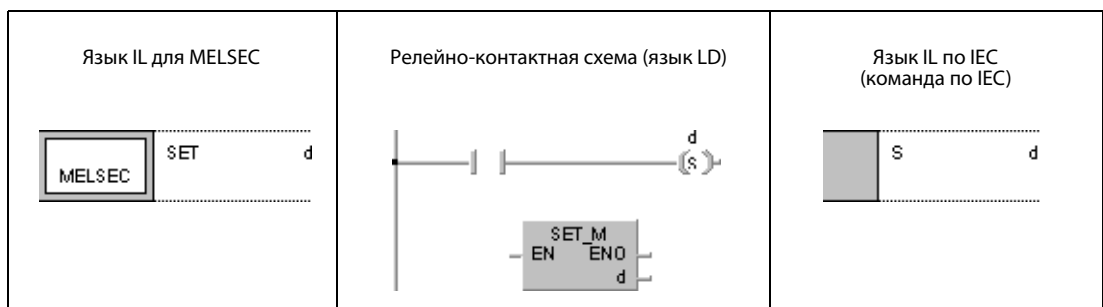 Язык IL для MELSEC
MELSEC
SET d
Релейно-контактная схема (язык LD)
d
S
SET_M
EN ENO
d
Язык IL по IEC
(команда по IEC)
S d